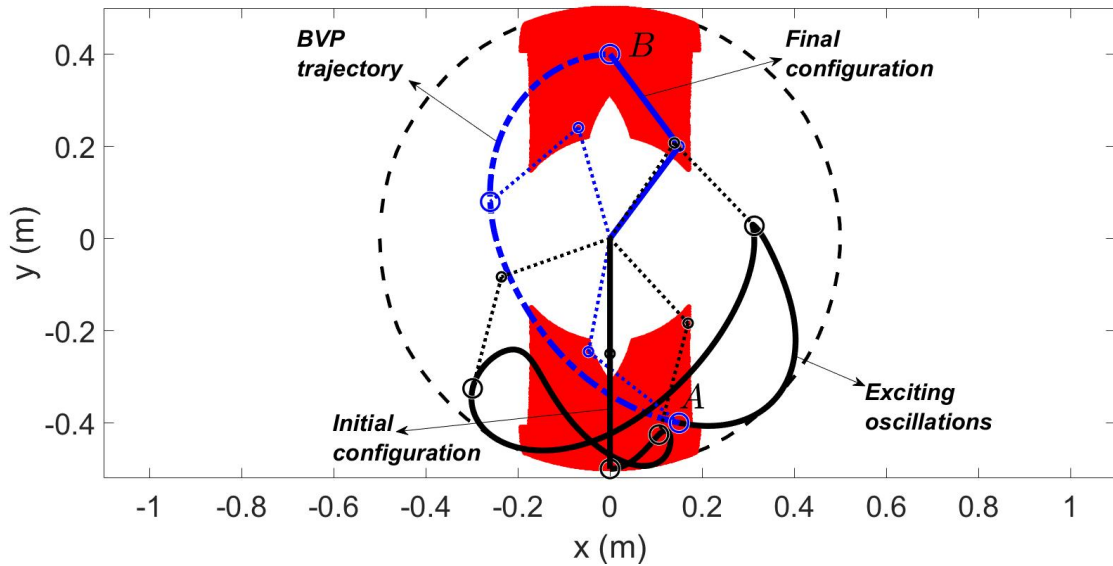 BVP
trajectory
B
Final
configuration
0.4
0.2
0
-0.2
-0.4
y (m)
A
Initial
configuration
Exciting
oscillations
-1
-0.8
-0.6
-0.4
-0.2
0
0.2
0.4
0.6
0.8
1
x (m)